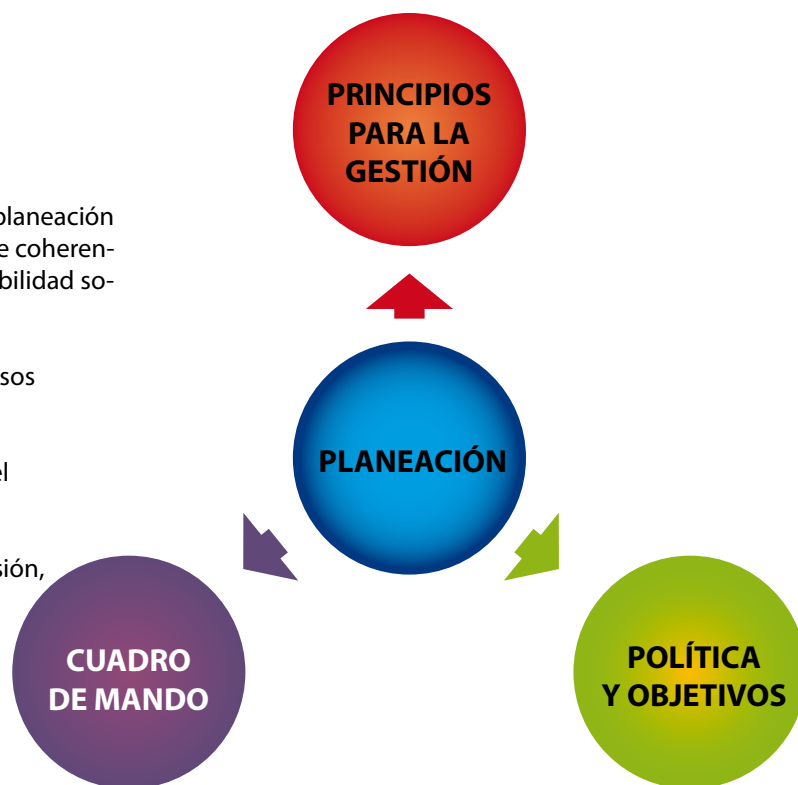 PRINCIPIOS
PARA LA
GESTIÓN
planeación
e coheren-
bilidad so-
sos
PLANEACIÓN
el
sión,
CUADRO
DE MANDO
POLÍTICA
Y OBJETIVOS